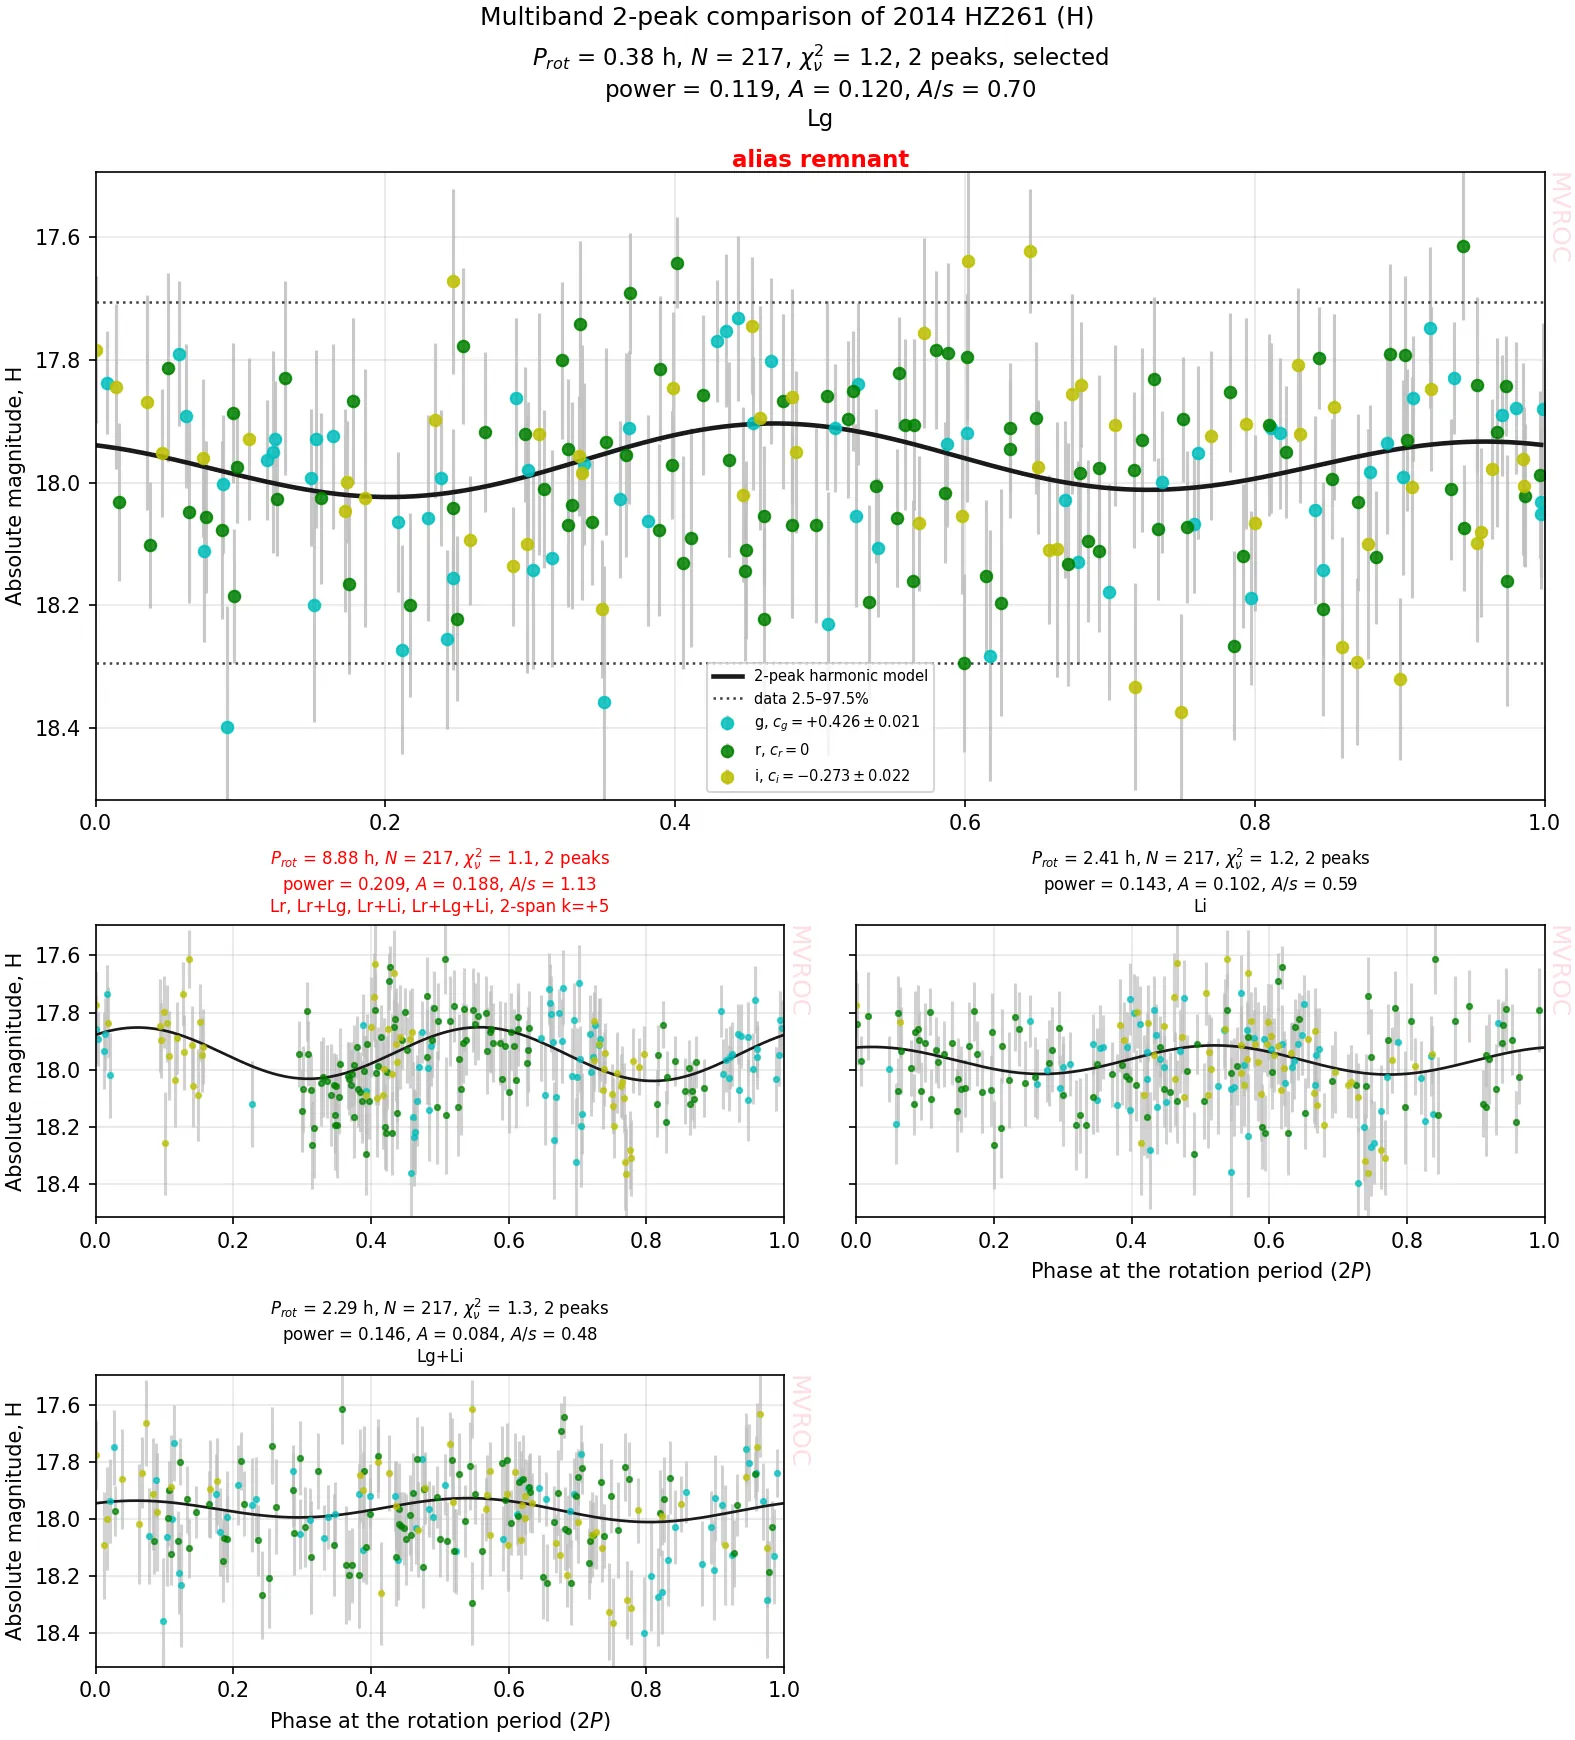 Multiband 2-peak comparison of 2014 HZ261 (H)
P_rot = 0.38 h, N = 217, χ²_ν = 1.2, 2 peaks, selected
power = 0.119, A = 0.120, A/s = 0.70
Lg
alias remnant
MVROC
Absolute magnitude, H
17.6
17.8
18.0
18.2
18.4
2-peak harmonic model
data 2.5–97.5%
g, c_g = +0.426 ± 0.021
r, c_r = 0
i, c_i = −0.273 ± 0.022
0.0 0.2 0.4 0.6 0.8 1.0
P_rot = 8.88 h, N = 217, χ²_ν = 1.1, 2 peaks
power = 0.209, A = 0.188, A/s = 1.13
Lr, Lr+Lg, Lr+Li, Lr+Lg+Li, 2-span k=+5
MVROC
Absolute magnitude, H
17.6
17.8
18.0
18.2
18.4
0.0 0.2 0.4 0.6 0.8 1.0
P_rot = 2.41 h, N = 217, χ²_ν = 1.2, 2 peaks
power = 0.143, A = 0.102, A/s = 0.59
Li
MVROC
0.0 0.2 0.4 0.6 0.8 1.0
Phase at the rotation period (2P)
P_rot = 2.29 h, N = 217, χ²_ν = 1.3, 2 peaks
power = 0.146, A = 0.084, A/s = 0.48
Lg+Li
MVROC
Absolute magnitude, H
17.6
17.8
18.0
18.2
18.4
0.0 0.2 0.4 0.6 0.8 1.0
Phase at the rotation period (2P)